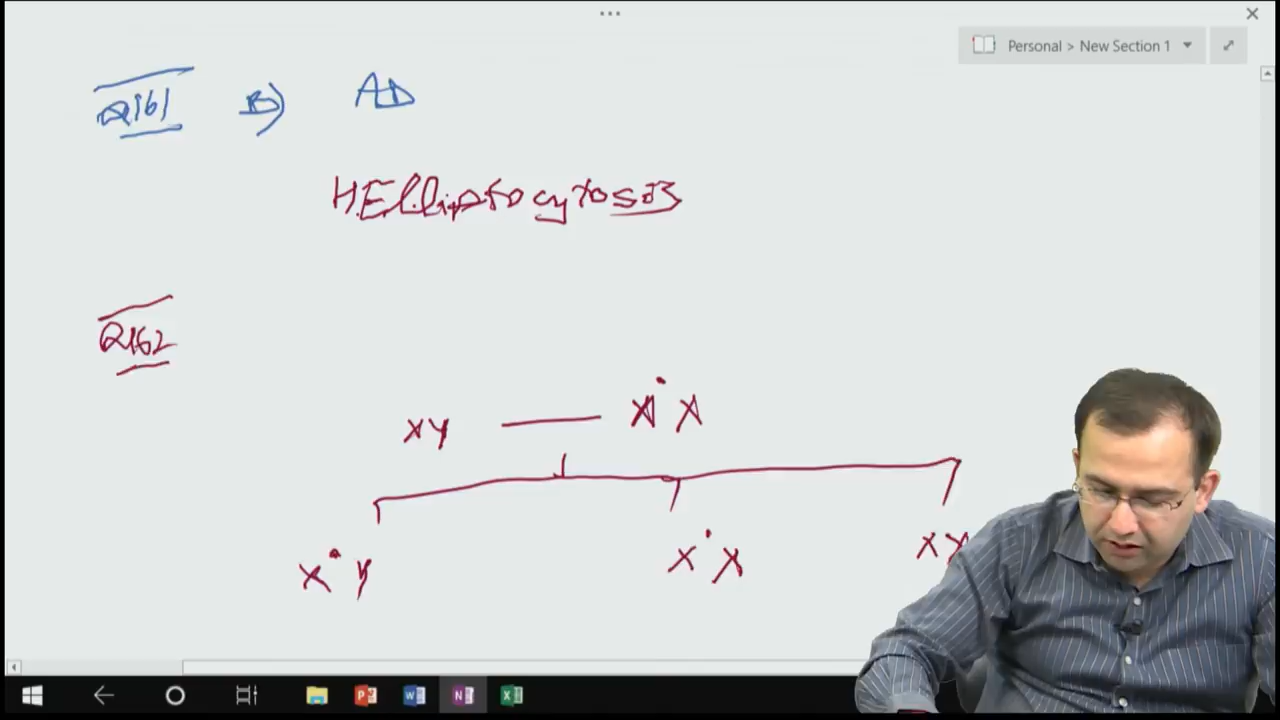 Personal > New Section 1
Q161 B) AD
H.Elliptocytosis
Q162
XY — X•X
X•Y X•X XY